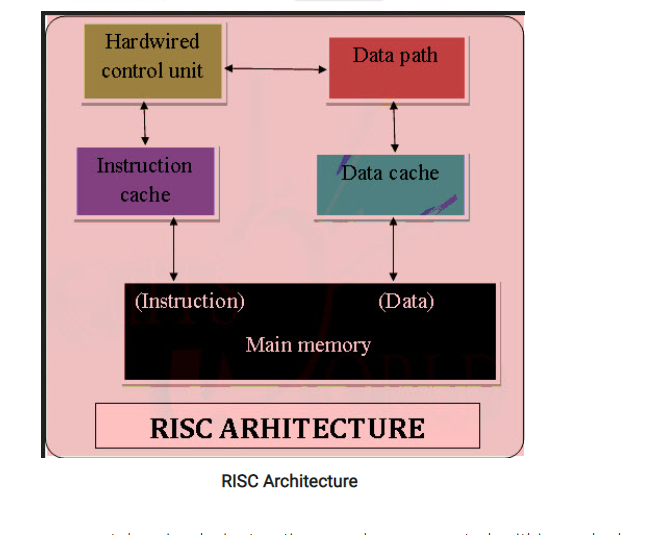 Hardwired
control unit
Data path
Instruction
cache
Data cache
(Instruction)
(Data)
Main memory
RISC ARHITECTURE
RISC Architecture